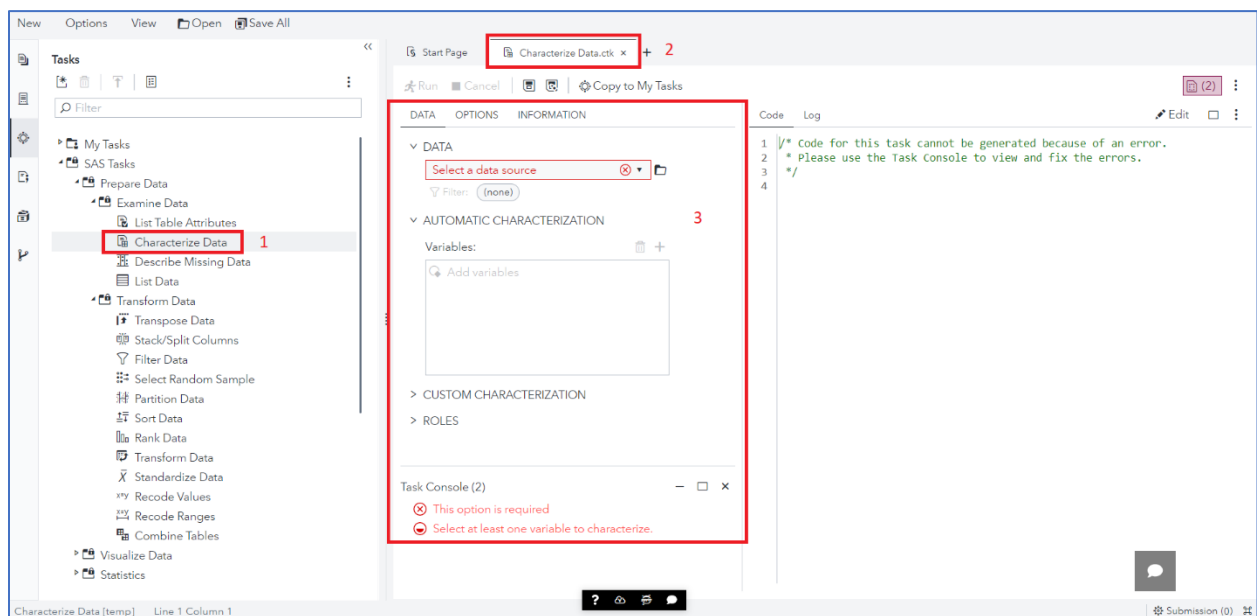 New Options View Open Save All
Tasks
Filter
My Tasks
SAS Tasks
Prepare Data
Examine Data
List Table Attributes
Characterize Data 1
Describe Missing Data
List Data
Transform Data
Transpose Data
Stack/Split Columns
Filter Data
Select Random Sample
Partition Data
Sort Data
Rank Data
Transform Data
Standardize Data
Recode Values
Recode Ranges
Combine Tables
Visualize Data
Statistics
Start Page Characterize Data.ctk × + 2
Run Cancel Copy to My Tasks (2)
DATA OPTIONS INFORMATION
DATA
Select a data source
Filter: (none)
AUTOMATIC CHARACTERIZATION 3
Variables:
Add variables
CUSTOM CHARACTERIZATION
ROLES
Task Console (2)
This option is required
Select at least one variable to characterize.
Code Log Edit
1 /* Code for this task cannot be generated because of an error.
2 * Please use the Task Console to view and fix the errors.
3 */
4
?
Characterize Data [temp] Line 1 Column 1 Submission (0)